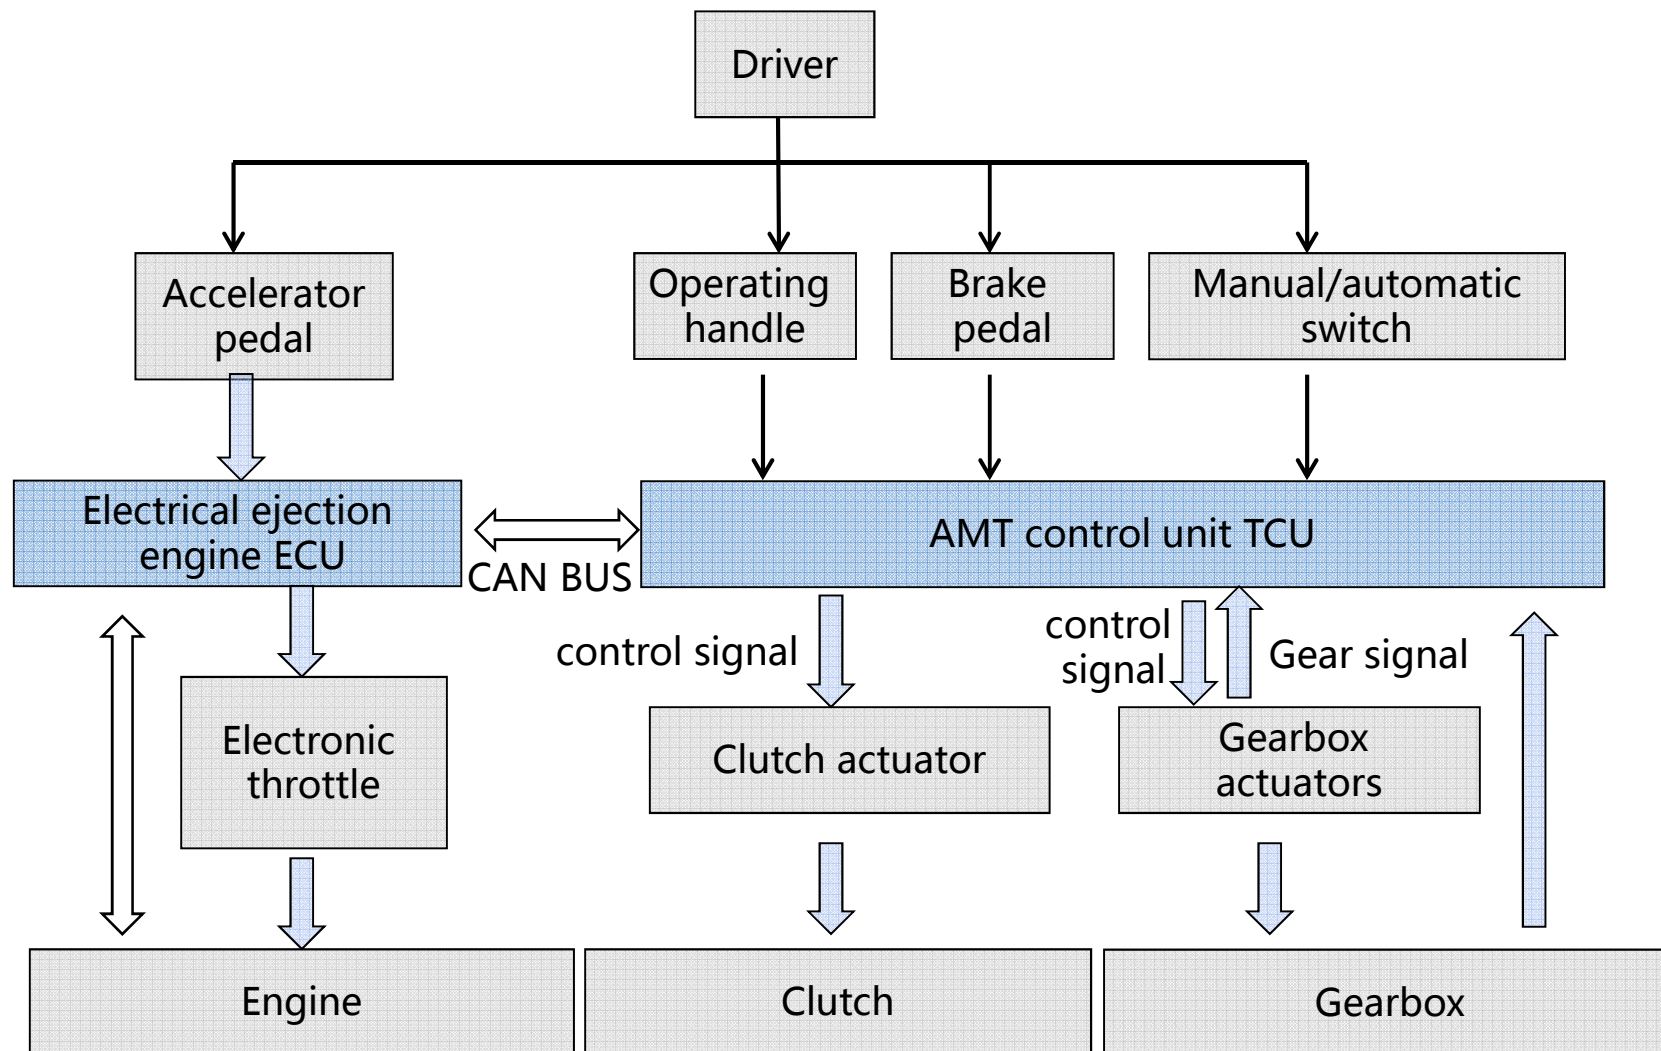 Driver
Accelerator
pedal
Operating
handle
Brake
pedal
Manual/automatic
switch
Electrical ejection
engine ECU
CAN BUS
AMT control unit TCU
control signal
control
signal
Gear signal
Electronic
throttle
Clutch actuator
Gearbox
actuators
Engine
Clutch
Gearbox